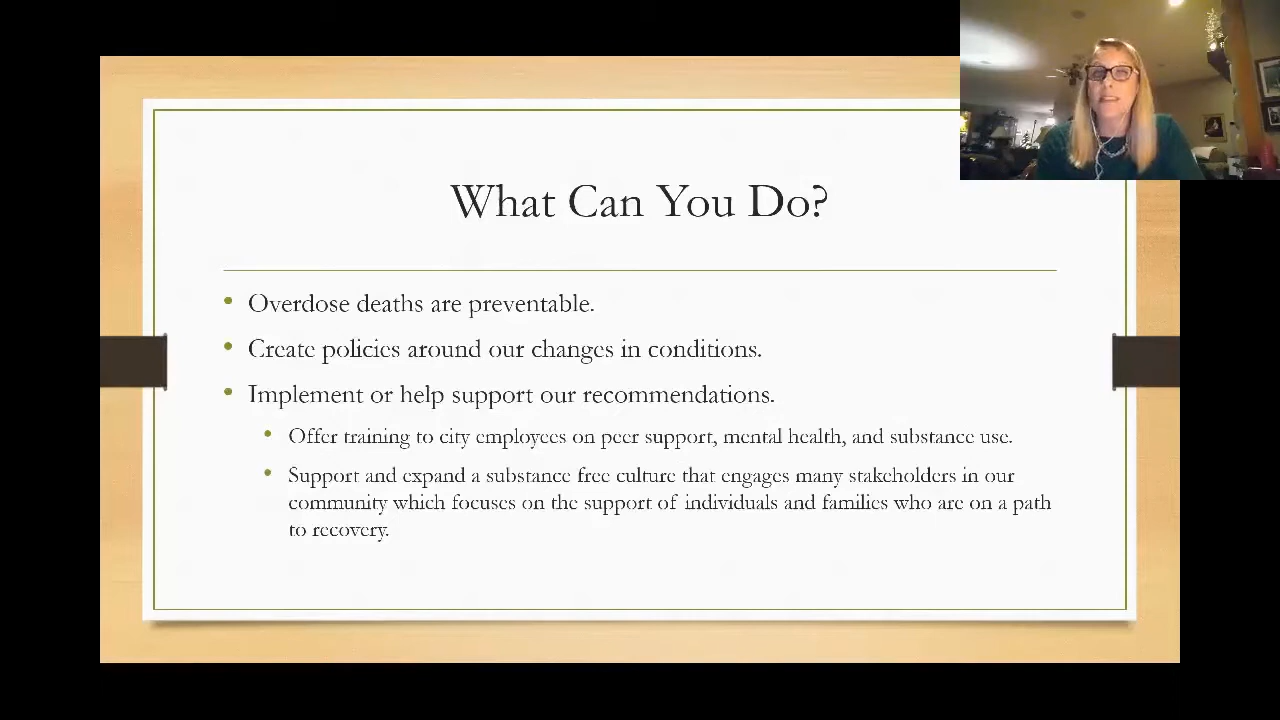 What Can You Do?
• Overdose deaths are preventable.
• Create policies around our changes in conditions.
• Implement or help support our recommendations.
• Offer training to city employees on peer support, mental health, and substance use.
• Support and expand a substance free culture that engages many stakeholders in our
community which focuses on the support of individuals and families who are on a path
to recovery.